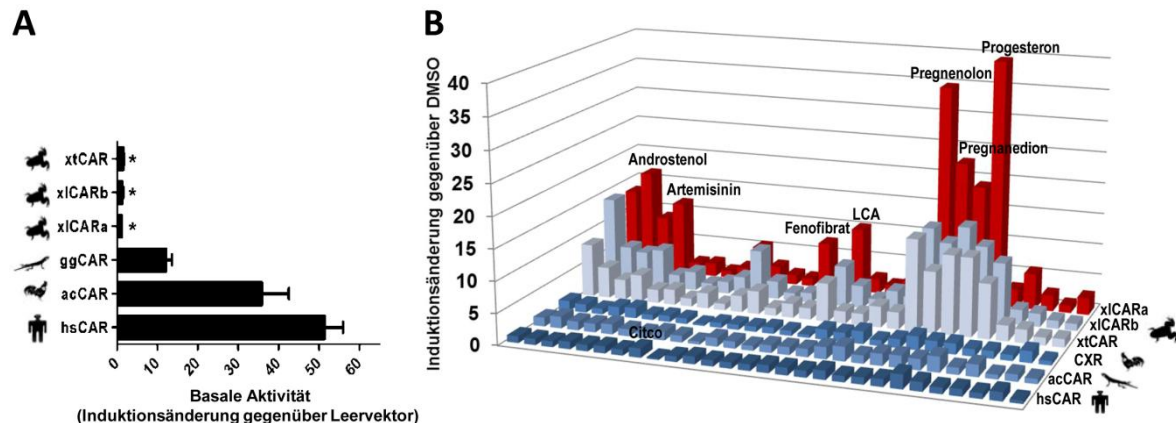 A
xtCAR *
xlCARb *
xlCARa *
ggCAR
acCAR
hsCAR
0 10 20 30 40 50 60
Basale Aktivität
(Induktionsänderung gegenüber Leervektor)
B
Induktionsänderung gegenüber DMSO
40
35
30
25
20
15
10
5
0
Progesteron
Pregnenolon
Pregnanedion
Androstenol
Artemisinin
LCA
Fenofibrat
Citco
xlCARa
xlCARb
xtCAR
CXR
acCAR
hsCAR